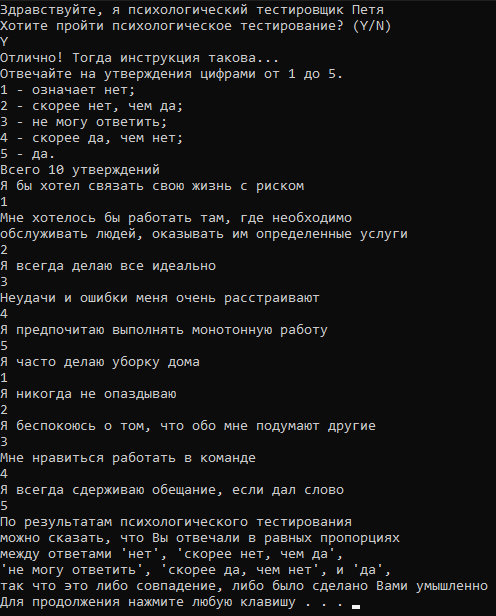 Здравствуйте, я психологический тестировщик Петя
Хотите пройти психологическое тестирование? (Y/N)
Y
Отлично! Тогда инструкция такова...
Отвечайте на утверждения цифрами от 1 до 5.
1 - означает нет;
2 - скорее нет, чем да;
3 - не могу ответить;
4 - скорее да, чем нет;
5 - да.
Всего 10 утверждений
Я бы хотел связать свою жизнь с риском
1
Мне хотелось бы работать там, где необходимо
обслуживать людей, оказывать им определенные услуги
2
Я всегда делаю все идеально
3
Неудачи и ошибки меня очень расстраивают
4
Я предпочитаю выполнять монотонную работу
5
Я часто делаю уборку дома
1
Я никогда не опаздываю
2
Я беспокоюсь о том, что обо мне подумают другие
3
Мне нравиться работать в команде
4
Я всегда сдерживаю обещание, если дал слово
5
По результатам психологического тестирования
можно сказать, что Вы отвечали в равных пропорциях
между ответами 'нет', 'скорее нет, чем да',
'не могу ответить', 'скорее да, чем нет', и 'да',
так что это либо совпадение, либо было сделано Вами умышленно
Для продолжения нажмите любую клавишу . . .